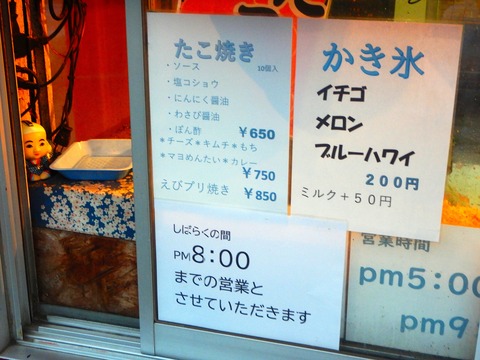 たこ焼き
・ソース
10個入
・塩コショウ
・にんにく醤油
・わさび醤油
・ぽん酢
￥650
＊チーズ＊キムチ＊もち
＊マヨめんたい＊カレー
￥750
えびプリ焼き ￥850
かき氷
イチゴ
メロン
ブルーハワイ
200円
ミルク＋50円
しばらくの間
PM8：00
までの営業と
させていただきます
営業時間
pm5:00
pm9